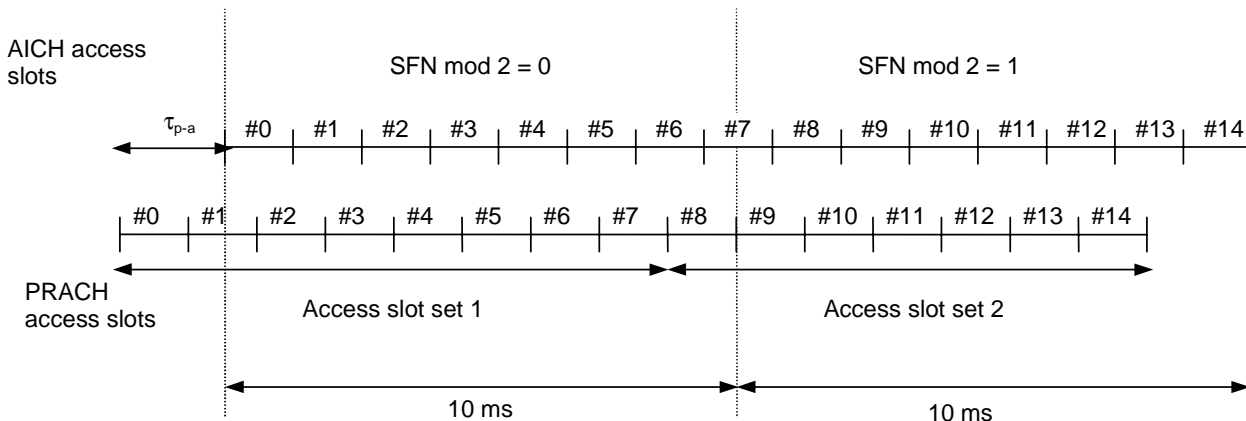 AICH access
slots
SFN mod 2 = 0
SFN mod 2 = 1
τp-a
#0 #1 #2 #3 #4 #5 #6 #7 #8 #9 #10 #11 #12 #13 #14
#0 #1 #2 #3 #4 #5 #6 #7 #8 #9 #10 #11 #12 #13 #14
PRACH
access slots
Access slot set 1
Access slot set 2
10 ms
10 ms